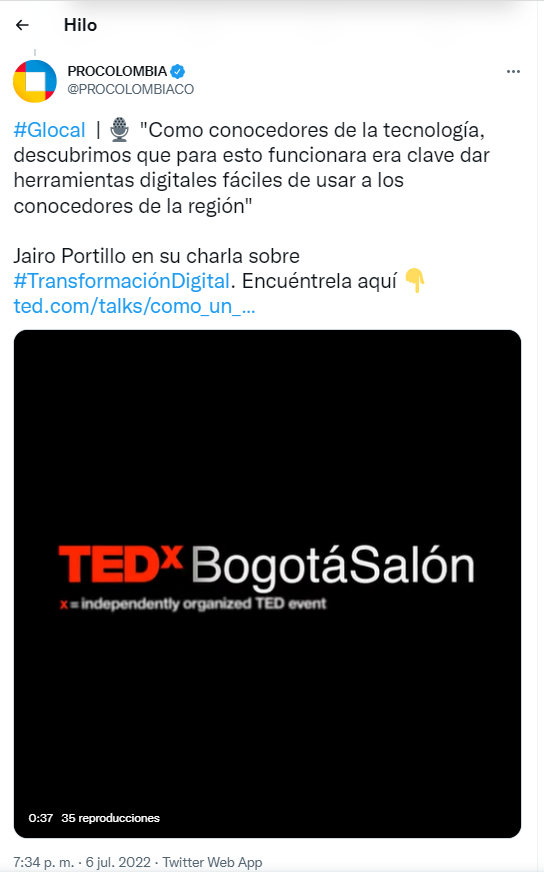 Hilo
PROCOLOMBIA
@PROCOLOMBIACO
#Glocal | "Como conocedores de la tecnología,
descubrimos que para esto funcionara era clave dar
herramientas digitales fáciles de usar a los
conocedores de la región"
Jairo Portillo en su charla sobre
#TransformaciónDigital. Encuéntrela aquí
ted.com/talks/como_un_...
TEDx BogotáSalón
x = independently organized TED event
0:37 35 reproducciones
7:34 p. m. · 6 jul. 2022 · Twitter Web App